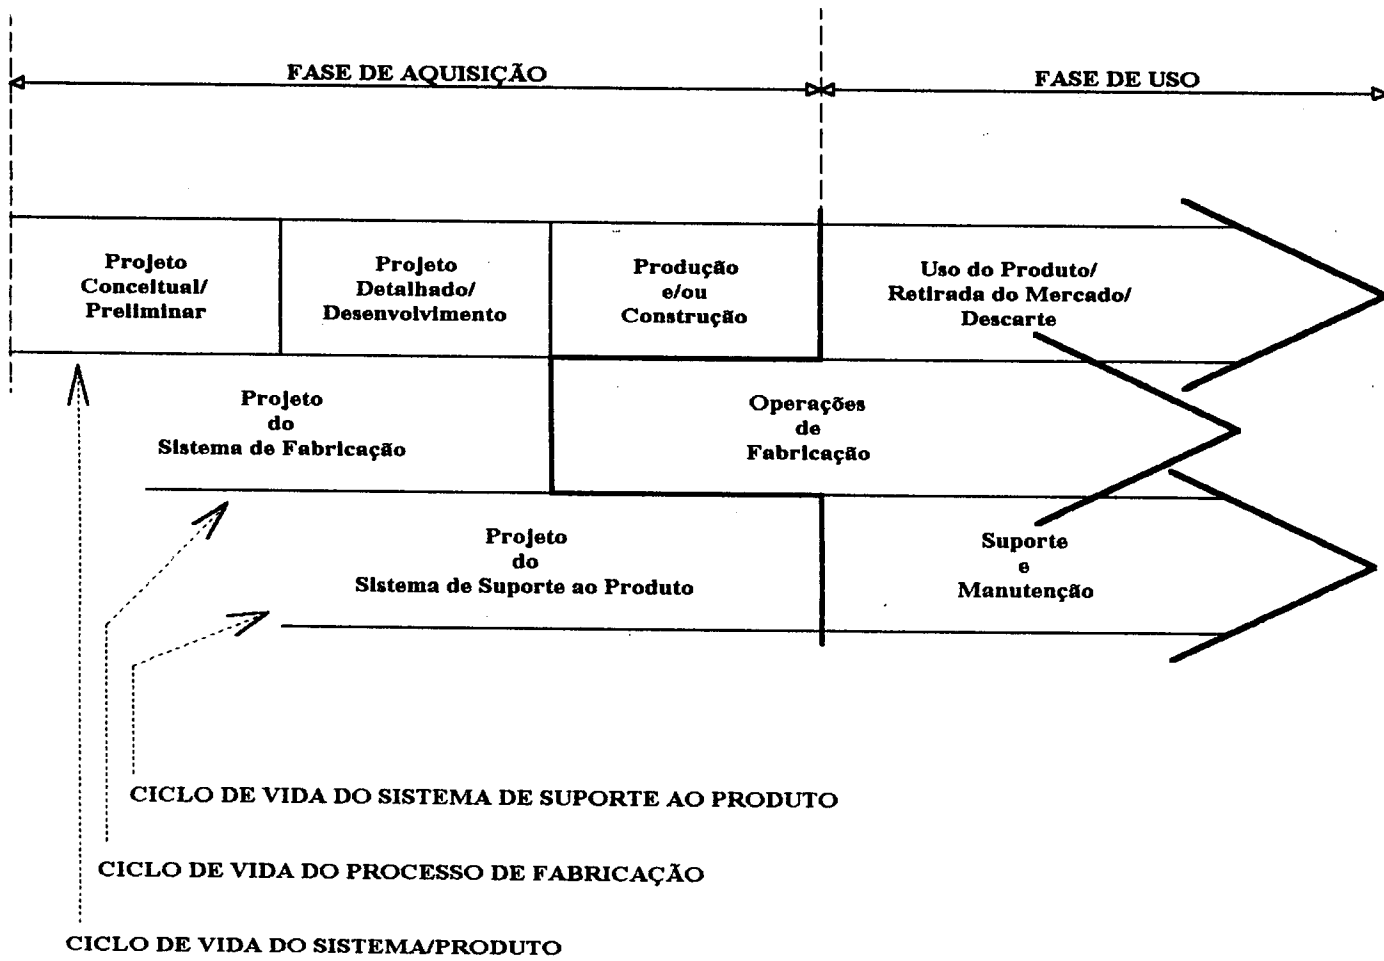 FASE DE AQUISIÇÃO
FASE DE USO
Projeto
Conceitual/
Preliminar
Projeto
Detalhado/
Desenvolvimento
Produção
e/ou
Construção
Uso do Produto/
Retirada do Mercado/
Descarte
Projeto
do
Sistema de Fabricação
Operações
de
Fabricação
Projeto
do
Sistema de Suporte ao Produto
Suporte
e
Manutenção
CICLO DE VIDA DO SISTEMA DE SUPORTE AO PRODUTO
CICLO DE VIDA DO PROCESSO DE FABRICAÇÃO
CICLO DE VIDA DO SISTEMA/PRODUTO